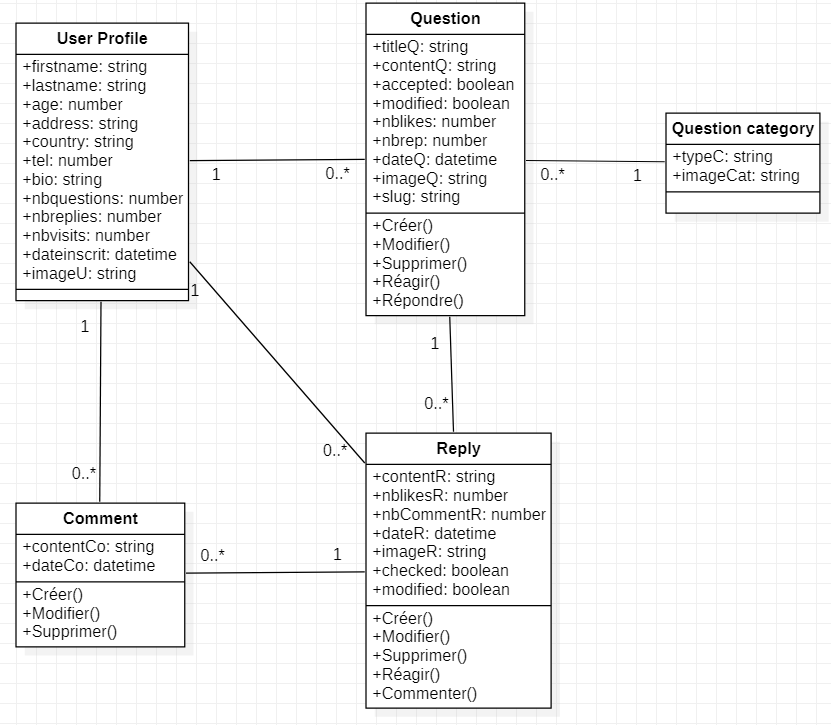 User Profile
+firstname: string
+lastname: string
+age: number
+address: string
+country: string
+tel: number
+bio: string
+nbquestions: number
+nbreplies: number
+nbvisits: number
+dateinscrit: datetime
+imageU: string
1
0..*
Question
+titleQ: string
+contentQ: string
+accepted: boolean
+modified: boolean
+nblikes: number
+nbrep: number
+dateQ: datetime
+imageQ: string
+slug: string
+Créer()
+Modifier()
+Supprimer()
+Réagir()
+Répondre()
0..*
1
Question category
+typeC: string
+imageCat: string
1
0..*
1
0..*
1
0..*
Comment
+contentCo: string
+dateCo: datetime
+Créer()
+Modifier()
+Supprimer()
0..*
1
Reply
+contentR: string
+nblikesR: number
+nbCommentR: number
+dateR: datetime
+imageR: string
+checked: boolean
+modified: boolean
+Créer()
+Modifier()
+Supprimer()
+Réagir()
+Commenter()